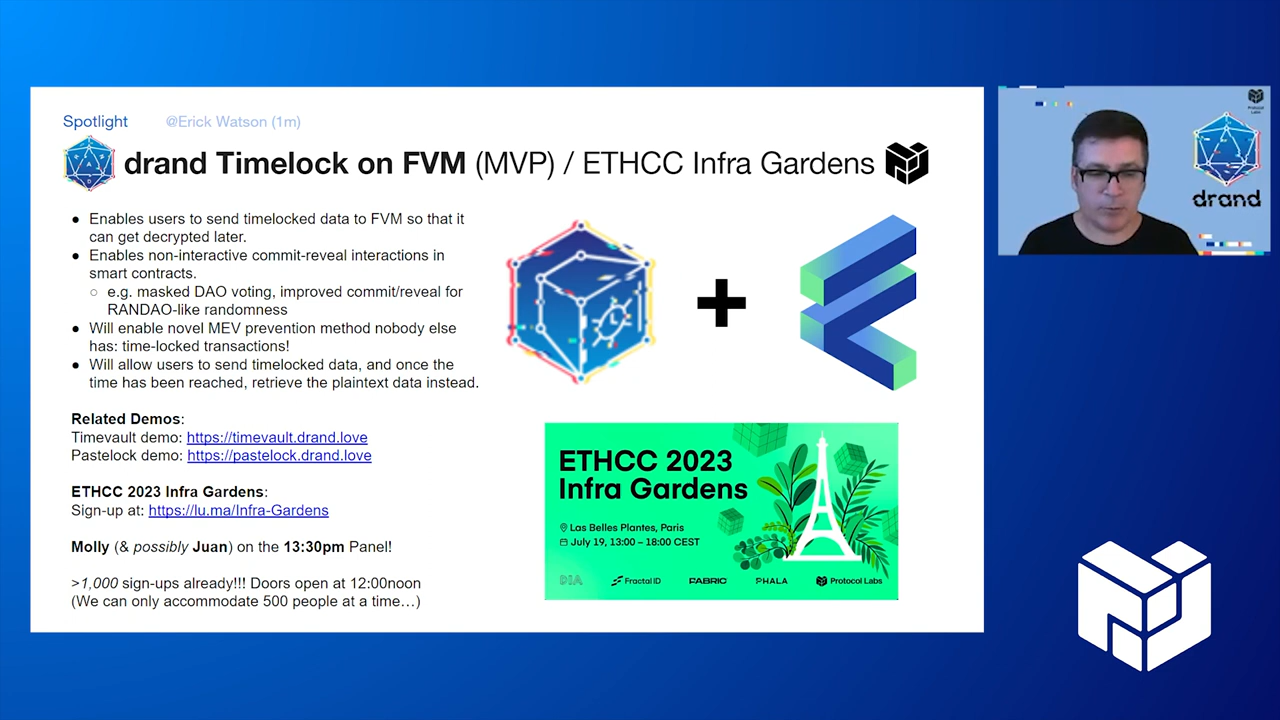 Spotlight @Erick Watson (1m)
drand Timelock on FVM (MVP) / ETHCC Infra Gardens
● Enables users to send timelocked data to FVM so that it
can get decrypted later.
● Enables non-interactive commit-reveal interactions in
smart contracts.
○ e.g. masked DAO voting, improved commit/reveal for
RANDAO-like randomness
● Will enable novel MEV prevention method nobody else
has: time-locked transactions!
● Will allow users to send timelocked data, and once the
time has been reached, retrieve the plaintext data instead.
Related Demos:
Timevault demo: https://timevault.drand.love
Pastelock demo: https://pastelock.drand.love
ETHCC 2023 Infra Gardens:
Sign-up at: https://lu.ma/Infra-Gardens
Molly (& possibly Juan) on the 13:30pm Panel!
>1,000 sign-ups already!!! Doors open at 12:00noon
(We can only accommodate 500 people at a time…)
ETHCC 2023
Infra Gardens
Las Belles Plantes, Paris
July 19, 13:00 – 18:00 CEST
DIA Fractal ID FABRIC PHALA Protocol Labs
Protocol
Labs
drand